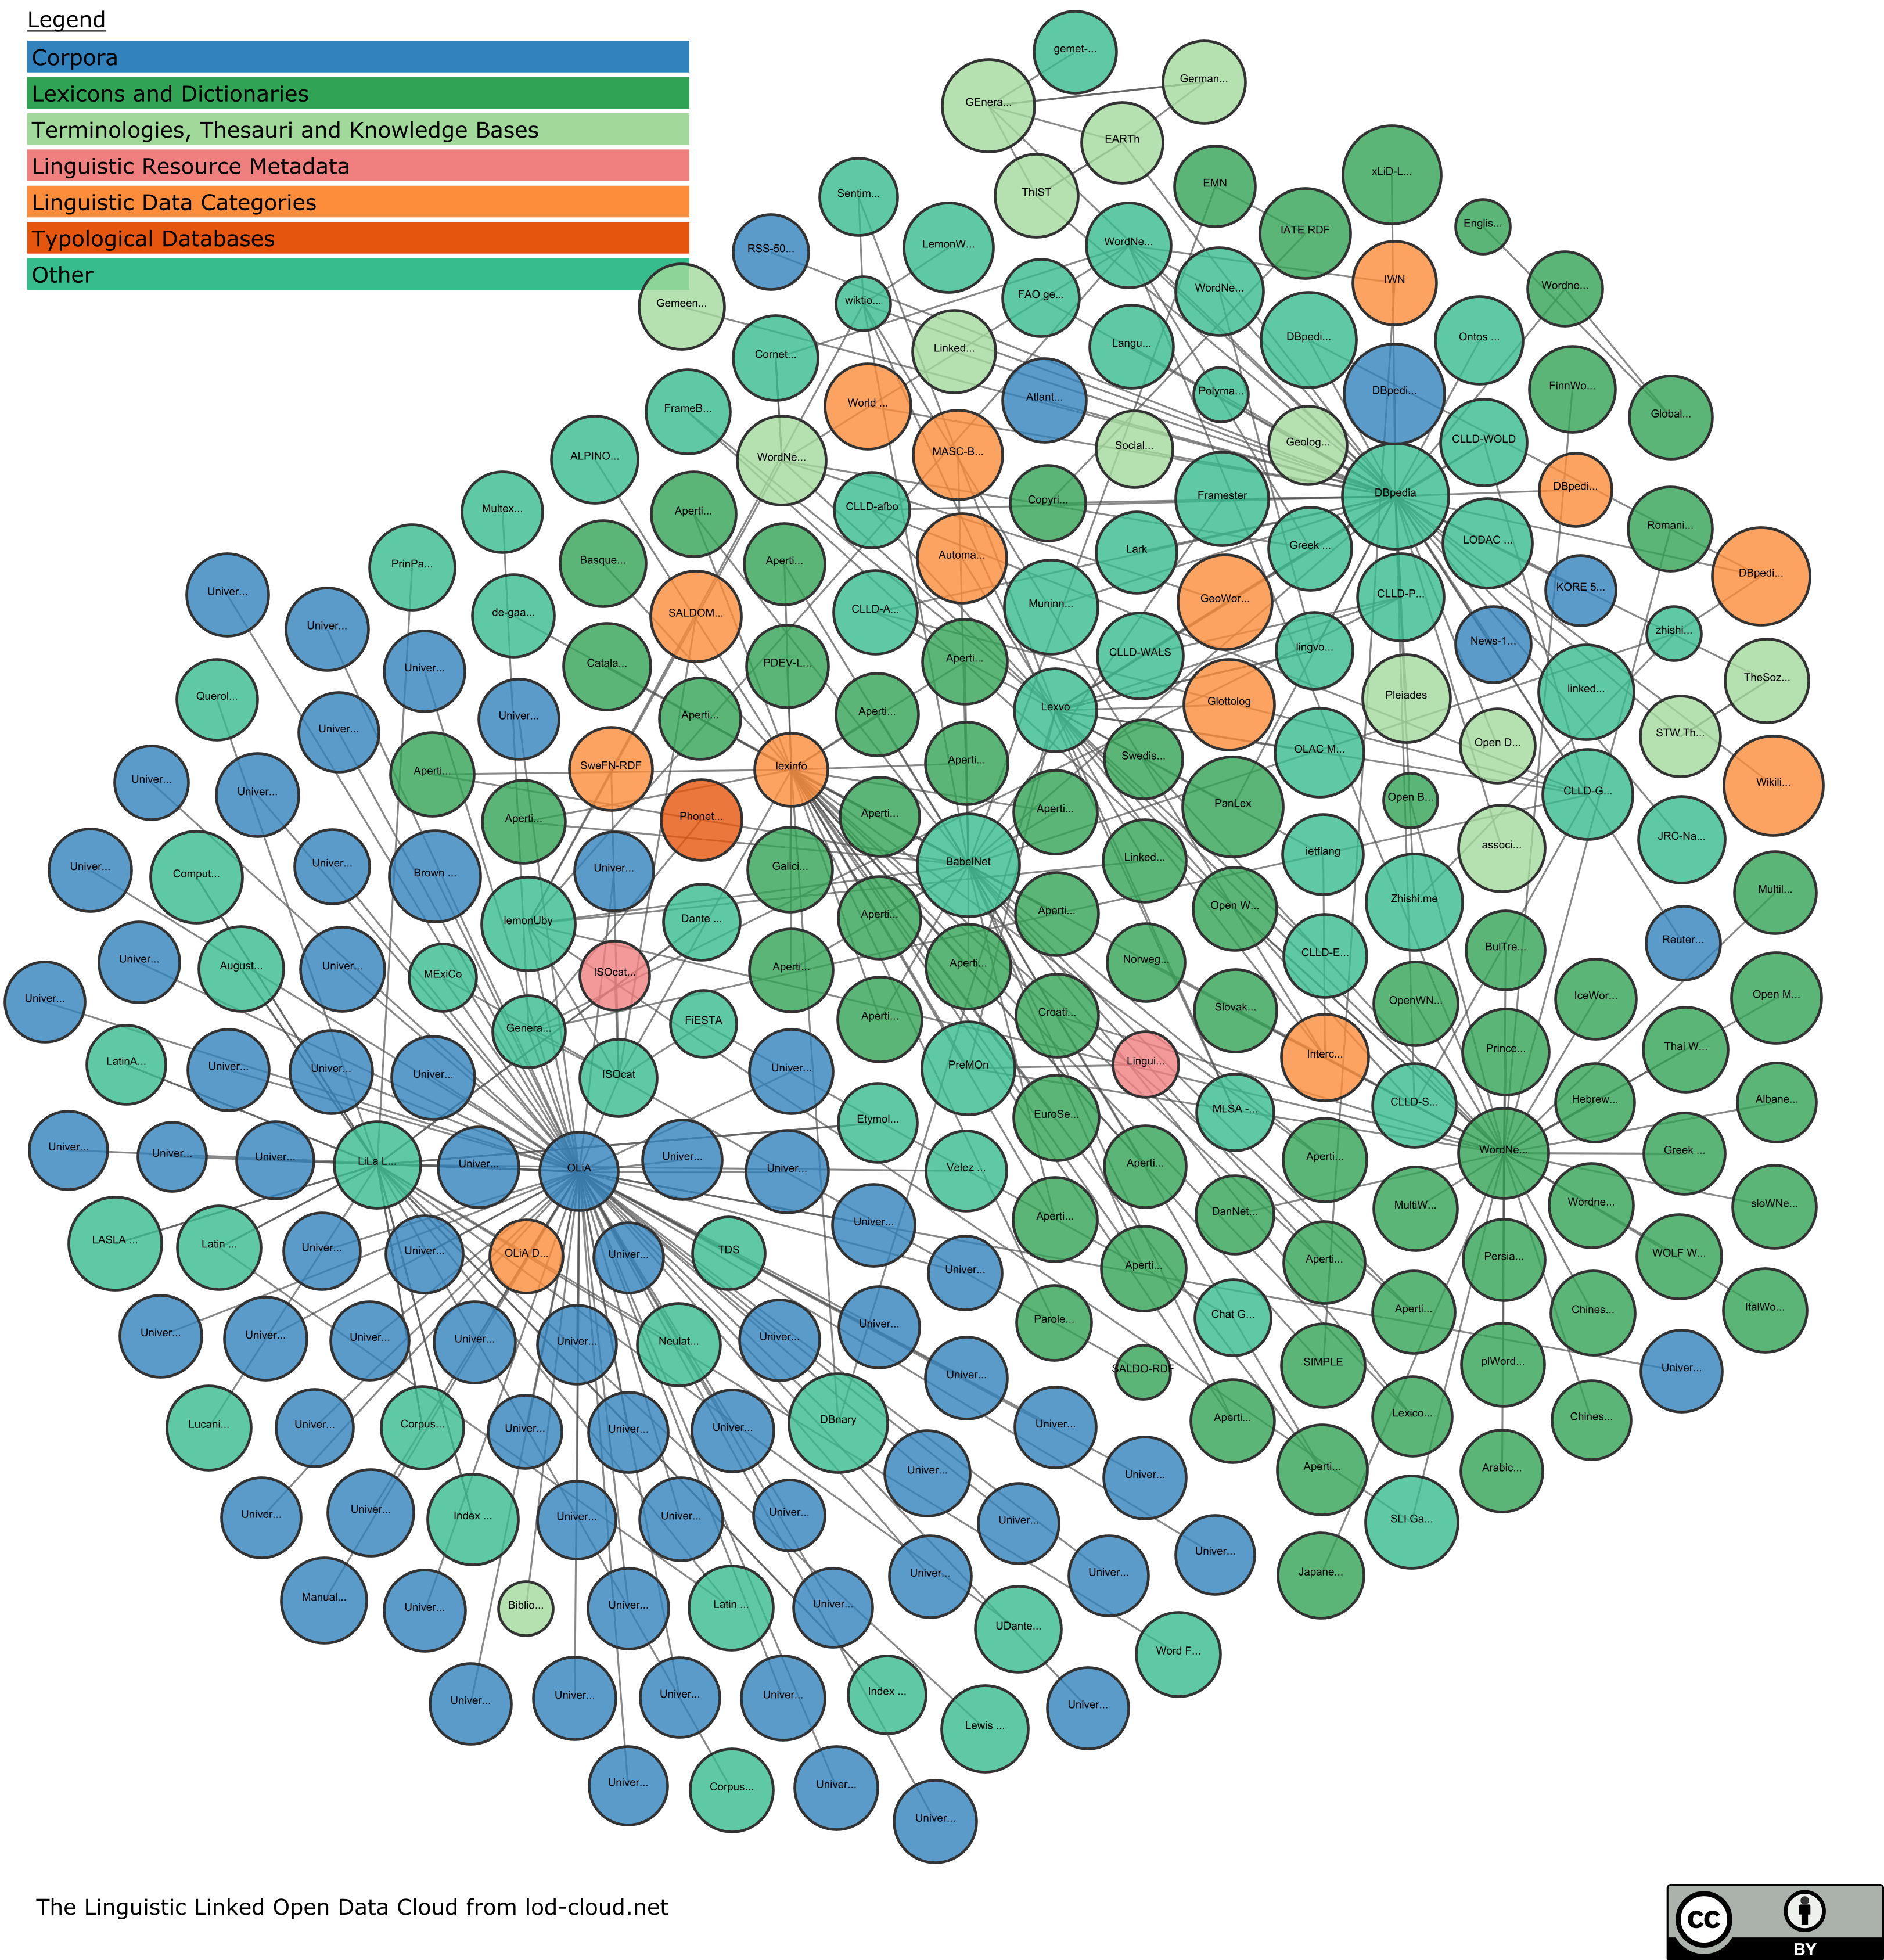 Legend
Corpora
Lexicons and Dictionaries
Terminologies, Thesauri and Knowledge Bases
Linguistic Resource Metadata
Linguistic Data Categories
Typological Databases
Other
gemet-...
GEnera...
German...
EARTh
ThIST
EMN
xLiD-L...
Sentim...
LemonW...
WordNe...
IATE RDF
Englis...
RSS-50...
wiktio...
FAO ge...
WordNe...
IWN
Wordne...
Gemeen...
Cornet...
Linked...
Langu...
DBpedi...
Ontos ...
FrameB...
World ...
Atlant...
Polyma...
DBpedi...
FinnWo...
Global...
ALPINO...
WordNe...
MASC-B...
Social...
Geolog...
CLLD-WOLD
Multex...
Aperti...
CLLD-afbo
Copyri...
Framester
DBpedia
DBpedi...
Romani...
PrinPa...
Basque...
Aperti...
Automa...
Lark
Greek ...
LODAC ...
DBpedi...
Univer...
Univer...
de-gaa...
SALDOM...
CLLD-A...
Muninn...
GeoWor...
CLLD-P...
KORE 5...
Univer...
Catala...
PDEV-L...
Aperti...
CLLD-WALS
lingvo...
News-1...
zhishi...
Querol...
Univer...
Univer...
Aperti...
Aperti...
Lexvo
Glottolog
Pleiades
linked...
TheSoz...
Univer...
Univer...
Aperti...
SweFN-RDF
lexinfo
Aperti...
Swedis...
OLAC M...
Open D...
STW Th...
Univer...
Comput...
Univer...
Aperti...
Phonet...
Aperti...
Aperti...
PanLex
Open B...
CLLD-G...
Wikili...
Brown ...
Univer...
Galici...
BabelNet
Linked...
ietflang
associ...
JRC-Na...
Univer...
August...
Univer...
lemonUby
Dante ...
Aperti...
Aperti...
Open W...
Zhishi.me
Multil...
Univer...
MExiCo
ISOcat...
Aperti...
Aperti...
Norweg...
CLLD-E...
BulTre...
Reuter...
LatinA...
Univer...
Univer...
Univer...
Genera...
FiESTA
Aperti...
Croati...
Slovak...
OpenWN...
IceWor...
Open M...
ISOcat
Univer...
PreMOn
Lingui...
Interc...
Prince...
Thai W...
Univer...
Univer...
Univer...
LiLa L...
Univer...
OLiA
Univer...
Univer...
Etymol...
EuroSe...
MLSA -...
CLLD-S...
Hebrew...
Albane...
Velez ...
Aperti...
Aperti...
WordNe...
Greek ...
LASLA ...
Latin ...
Univer...
Univer...
OLiA D...
Univer...
TDS
Univer...
Aperti...
DanNet...
MultiW...
Wordne...
sloWNe...
Univer...
Aperti...
Aperti...
Persia...
WOLF W...
Univer...
Univer...
Univer...
Univer...
Univer...
Neulat...
Univer...
Univer...
Parole...
Chat G...
Aperti...
Chines...
ItalWo...
Univer...
SALDO-RDF
SIMPLE
plWord...
Univer...
Lucani...
Univer...
Corpus...
Univer...
Univer...
Univer...
DBnary
Univer...
Aperti...
Lexico...
Chines...
Univer...
Univer...
Aperti...
Arabic...
Univer...
Univer...
Index ...
Univer...
Univer...
Univer...
Univer...
SLI Ga...
Manual...
Univer...
Biblio...
Univer...
Latin ...
Univer...
Univer...
Univer...
Univer...
Japane...
UDante...
Word F...
Univer...
Univer...
Univer...
Univer...
Index ...
Lewis ...
Univer...
Univer...
Corpus...
Univer...
Univer...
The Linguistic Linked Open Data Cloud from lod-cloud.net
cc
BY